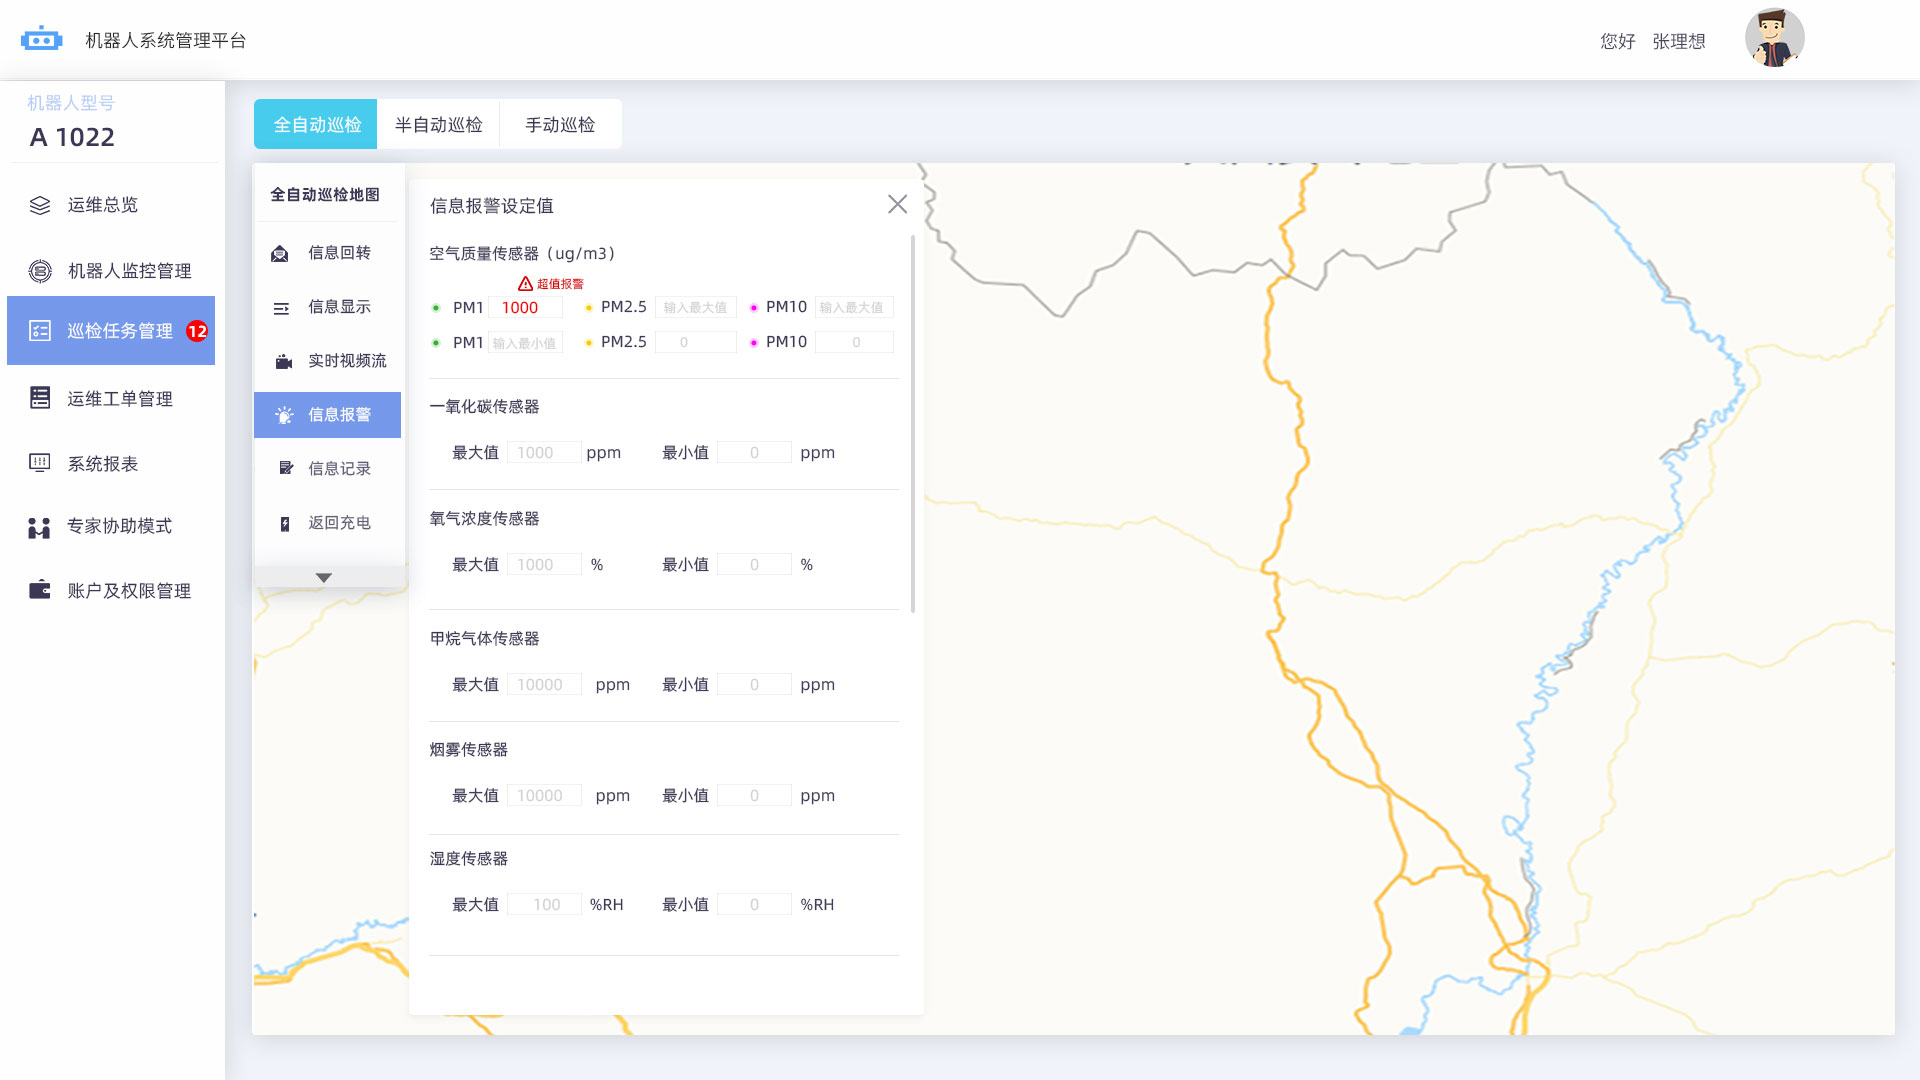 机器人系统管理平台
您好 张理想
机器人型号
A 1022
运维总览
机器人监控管理
巡检任务管理 12
运维工单管理
系统报表
专家协助模式
账户及权限管理
全自动巡检 半自动巡检 手动巡检
全自动巡检地图
信息回转
信息显示
实时视频流
信息报警
信息记录
返回充电
信息报警设定值
空气质量传感器（ug/m3）
超值报警
PM1 1000 PM2.5 输入最大值 PM10 输入最大值
PM1 输入最小值 PM2.5 0 PM10 0
一氧化碳传感器
最大值 1000 ppm 最小值 0 ppm
氧气浓度传感器
最大值 1000 % 最小值 0 %
甲烷气体传感器
最大值 10000 ppm 最小值 0 ppm
烟雾传感器
最大值 10000 ppm 最小值 0 ppm
湿度传感器
最大值 100 %RH 最小值 0 %RH